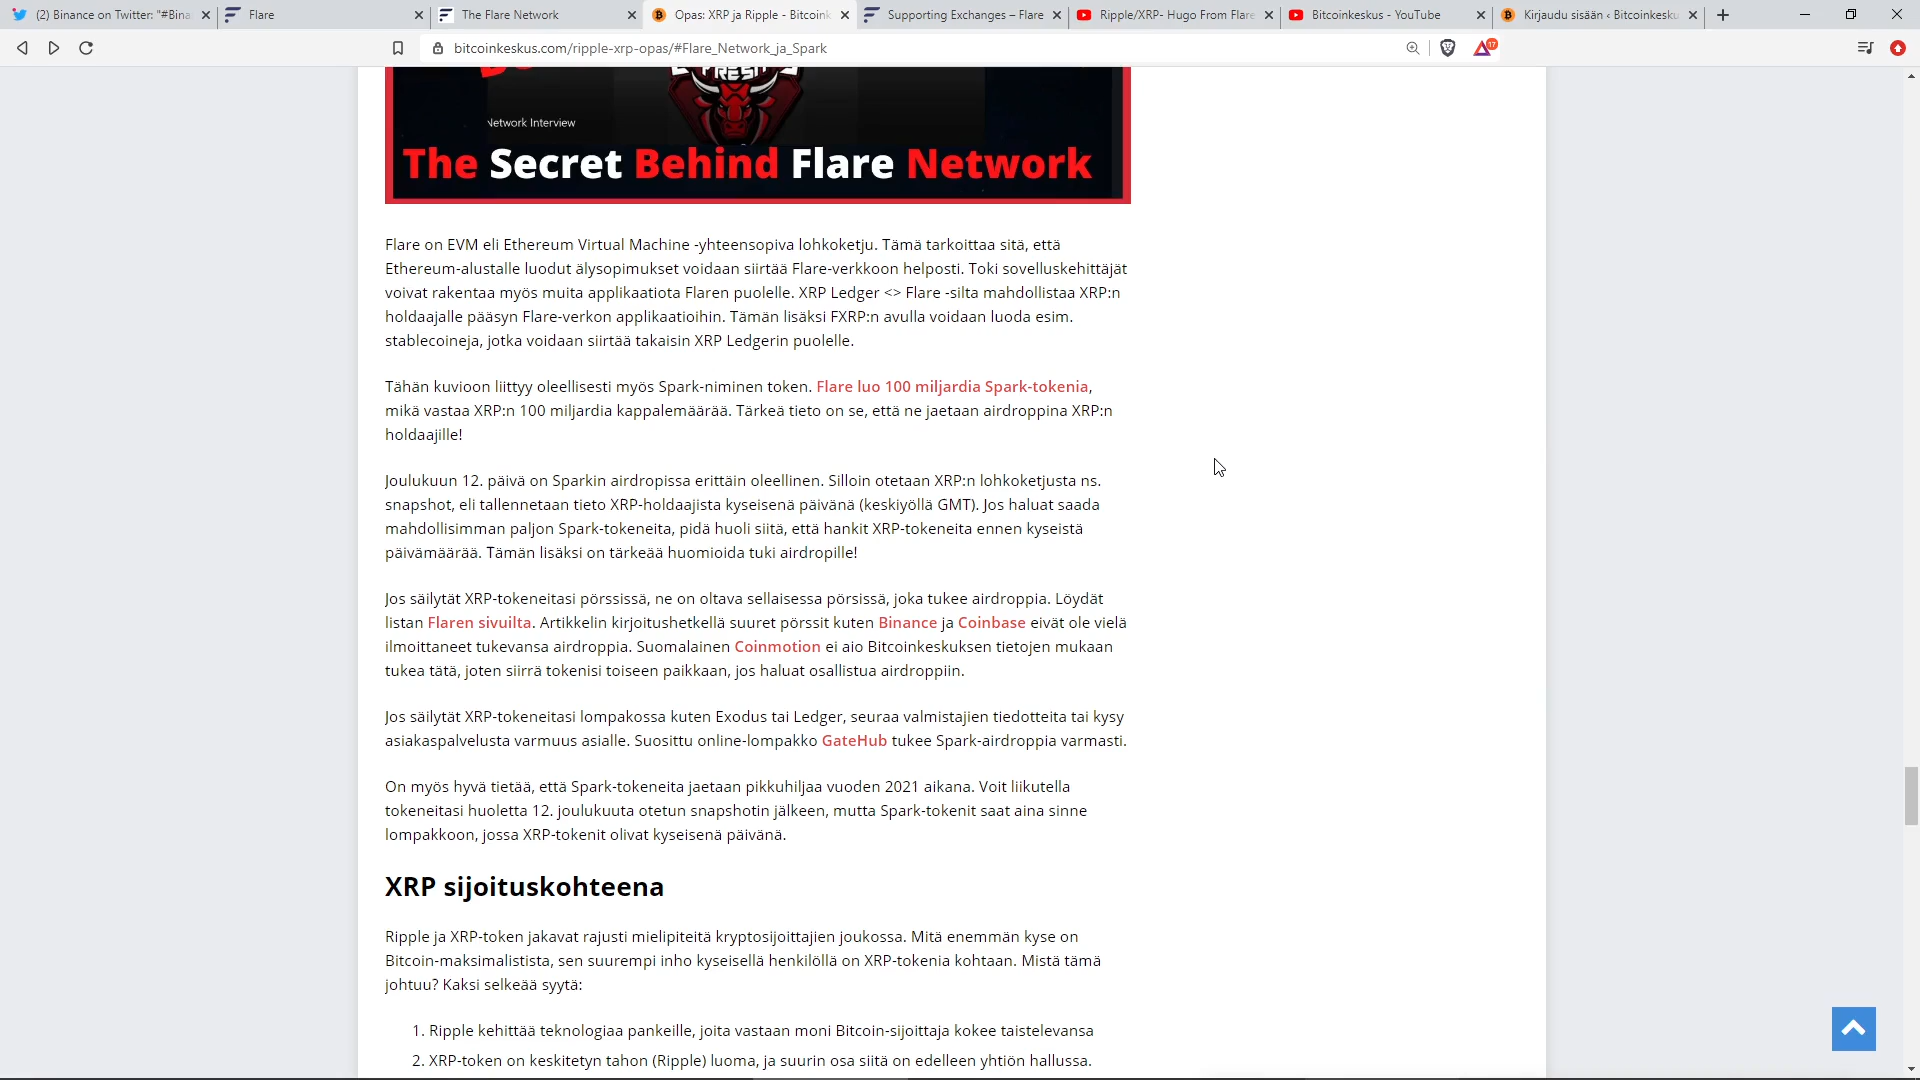 (2) Binance on Twitter: "#Bina
Flare
The Flare Network
Opas: XRP ja Ripple - Bitcoink
Supporting Exchanges – Flare
Ripple/XRP- Hugo From Flare
Bitcoinkeskus - YouTube
Kirjaudu sisään ‹ Bitcoinkesku
bitcoinkeskus.com/ripple-xrp-opas/#Flare_Network_ja_Spark
17
FRESH
Network Interview
The Secret Behind Flare Network
Flare on EVM eli Ethereum Virtual Machine -yhteensopiva lohkoketju. Tämä tarkoittaa sitä, että
Ethereum-alustalle luodut älysopimukset voidaan siirtää Flare-verkkoon helposti. Toki sovelluskehittäjät
voivat rakentaa myös muita applikaatiota Flaren puolelle. XRP Ledger <> Flare -silta mahdollistaa XRP:n
holdaajalle pääsyn Flare-verkon applikaatioihin. Tämän lisäksi FXRP:n avulla voidaan luoda esim.
stablecoineja, jotka voidaan siirtää takaisin XRP Ledgerin puolelle.
Tähän kuvioon liittyy oleellisesti myös Spark-niminen token. Flare luo 100 miljardia Spark-tokenia,
mikä vastaa XRP:n 100 miljardia kappalemäärää. Tärkeä tieto on se, että ne jaetaan airdroppina XRP:n
holdaajille!
Joulukuun 12. päivä on Sparkin airdropissa erittäin oleellinen. Silloin otetaan XRP:n lohkoketjusta ns.
snapshot, eli tallennetaan tieto XRP-holdaajista kyseisenä päivänä (keskiyöllä GMT). Jos haluat saada
mahdollisimman paljon Spark-tokeneita, pidä huoli siitä, että hankit XRP-tokeneita ennen kyseistä
päivämäärää. Tämän lisäksi on tärkeää huomioida tuki airdropille!
Jos säilytät XRP-tokeneitasi pörssissä, ne on oltava sellaisessa pörsissä, joka tukee airdroppia. Löydät
listan Flaren sivuilta. Artikkelin kirjoitushetkellä suuret pörssit kuten Binance ja Coinbase eivät ole vielä
ilmoittaneet tukevansa airdroppia. Suomalainen Coinmotion ei aio Bitcoinkeskuksen tietojen mukaan
tukea tätä, joten siirrä tokenisi toiseen paikkaan, jos haluat osallistua airdroppiin.
Jos säilytät XRP-tokeneitasi lompakossa kuten Exodus tai Ledger, seuraa valmistajien tiedotteita tai kysy
asiakaspalvelusta varmuus asialle. Suosittu online-lompakko GateHub tukee Spark-airdroppia varmasti.
On myös hyvä tietää, että Spark-tokeneita jaetaan pikkuhiljaa vuoden 2021 aikana. Voit liikutella
tokeneitasi huoletta 12. joulukuuta otetun snapshotin jälkeen, mutta Spark-tokenit saat aina sinne
lompakkoon, jossa XRP-tokenit olivat kyseisenä päivänä.
XRP sijoituskohteena
Ripple ja XRP-token jakavat rajusti mielipiteitä kryptosijoittajien joukossa. Mitä enemmän kyse on
Bitcoin-maksimalistista, sen suurempi inho kyseisellä henkilöllä on XRP-tokenia kohtaan. Mistä tämä
johtuu? Kaksi selkeää syytä:
1. Ripple kehittää teknologiaa pankeille, joita vastaan moni Bitcoin-sijoittaja kokee taistelevansa
2. XRP-token on keskitetyn tahon (Ripple) luoma, ja suurin osa siitä on edelleen yhtiön hallussa.